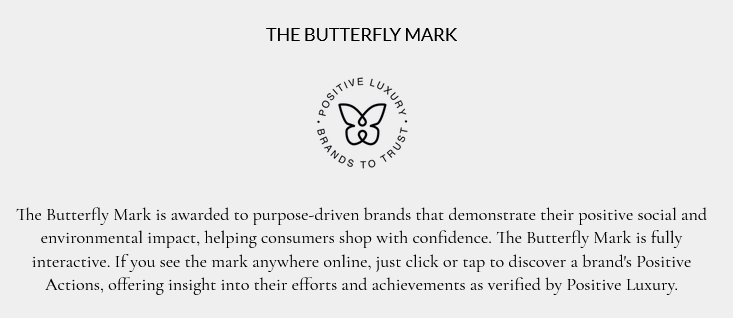 THE BUTTERFLY MARK
• POSITIVE LUXURY •
BRANDS TO TRUST
The Butterfly Mark is awarded to purpose-driven brands that demonstrate their positive social and
environmental impact, helping consumers shop with confidence. The Butterfly Mark is fully
interactive. If you see the mark anywhere online, just click or tap to discover a brand's Positive
Actions, offering insight into their efforts and achievements as verified by Positive Luxury.